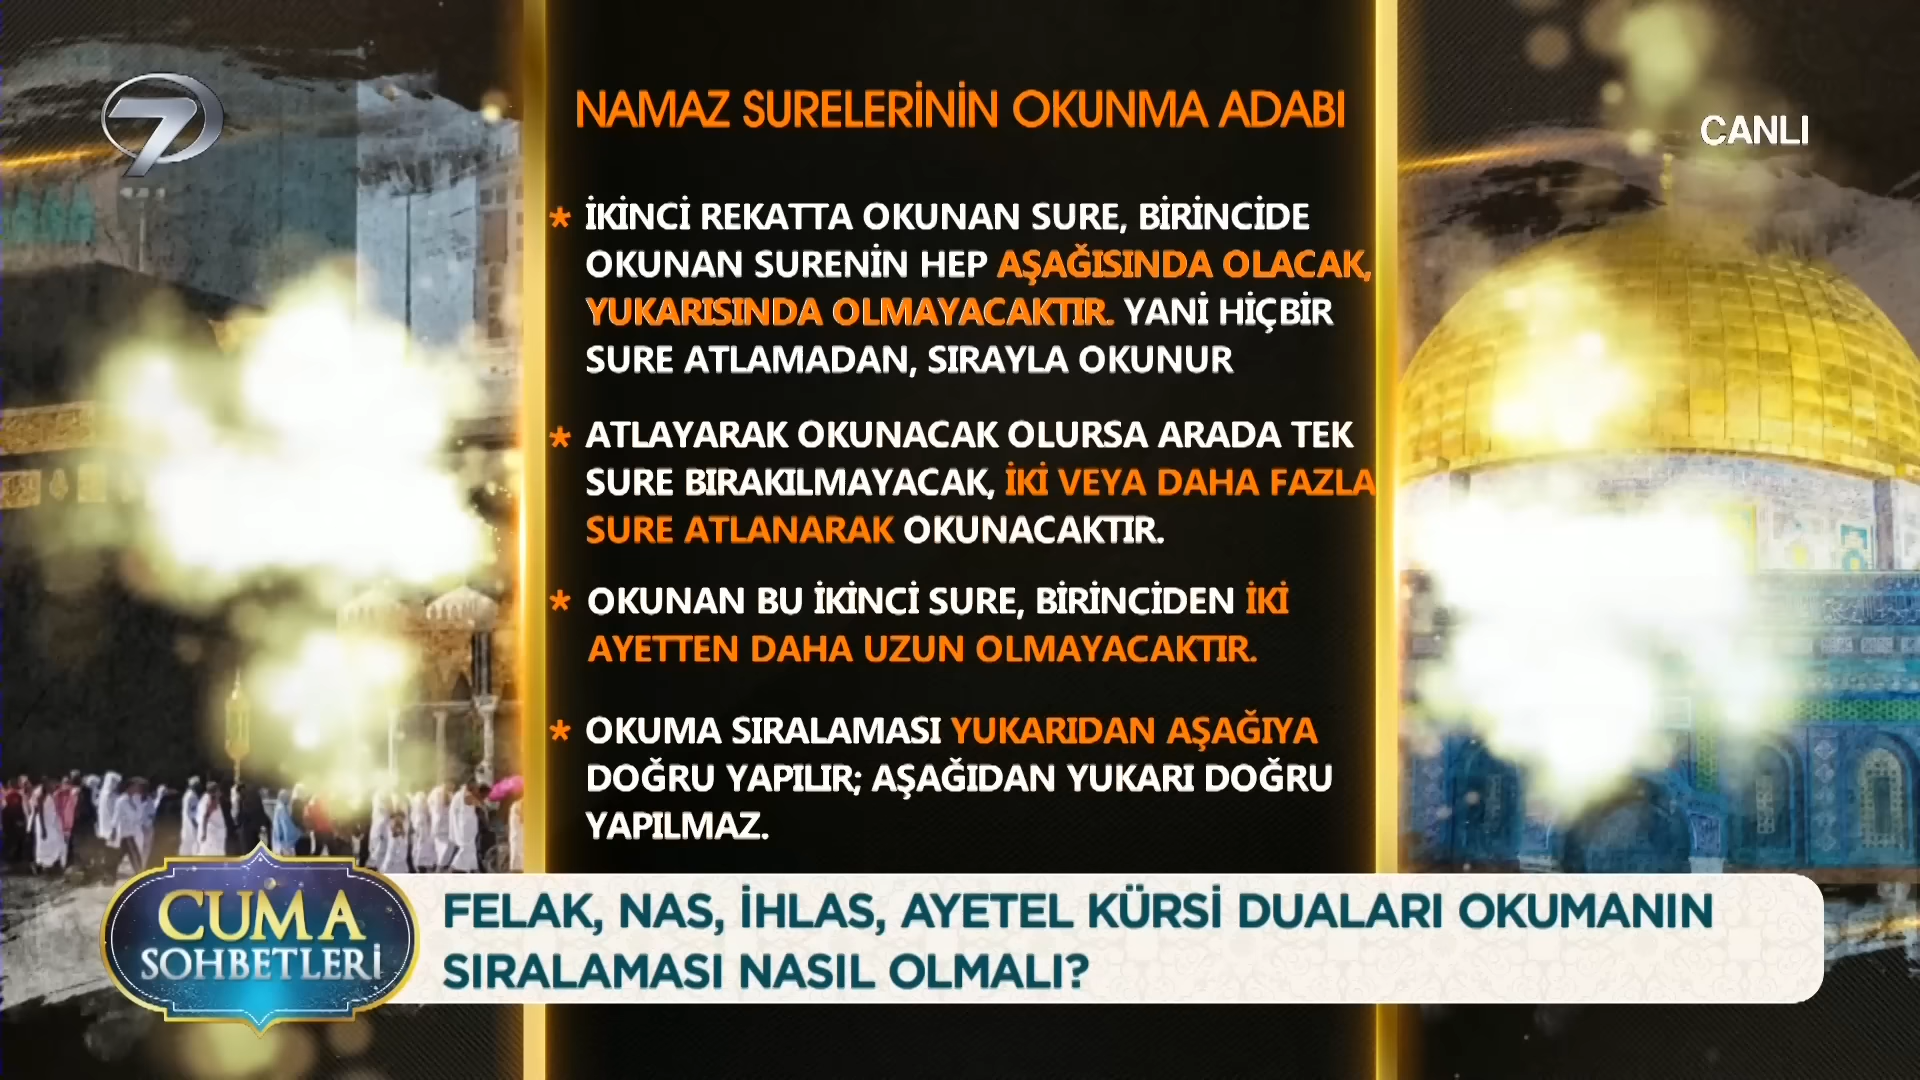 7
CANLI
NAMAZ SURELERİNİN OKUNMA ADABI
* İKİNCİ REKATTA OKUNAN SURE, BİRİNCİDE
OKUNAN SURENİN HEP AŞAĞISINDA OLACAK,
YUKARISINDA OLMAYACAKTIR. YANİ HİÇBİR
SURE ATLAMADAN, SIRAYLA OKUNUR
* ATLAYARAK OKUNACAK OLURSA ARADA TEK
SURE BIRAKILMAYACAK, İKİ VEYA DAHA FAZLA
SURE ATLANARAK OKUNACAKTIR.
* OKUNAN BU İKİNCİ SURE, BİRİNCİDEN İKİ
AYETTEN DAHA UZUN OLMAYACAKTIR.
* OKUMA SIRALAMASI YUKARIDAN AŞAĞIYA
DOĞRU YAPILIR; AŞAĞIDAN YUKARI DOĞRU
YAPILMAZ.
CUMA
SOHBETLERİ
FELAK, NAS, İHLAS, AYETEL KÜRSİ DUALARI OKUMANIN
SIRALAMASI NASIL OLMALI?